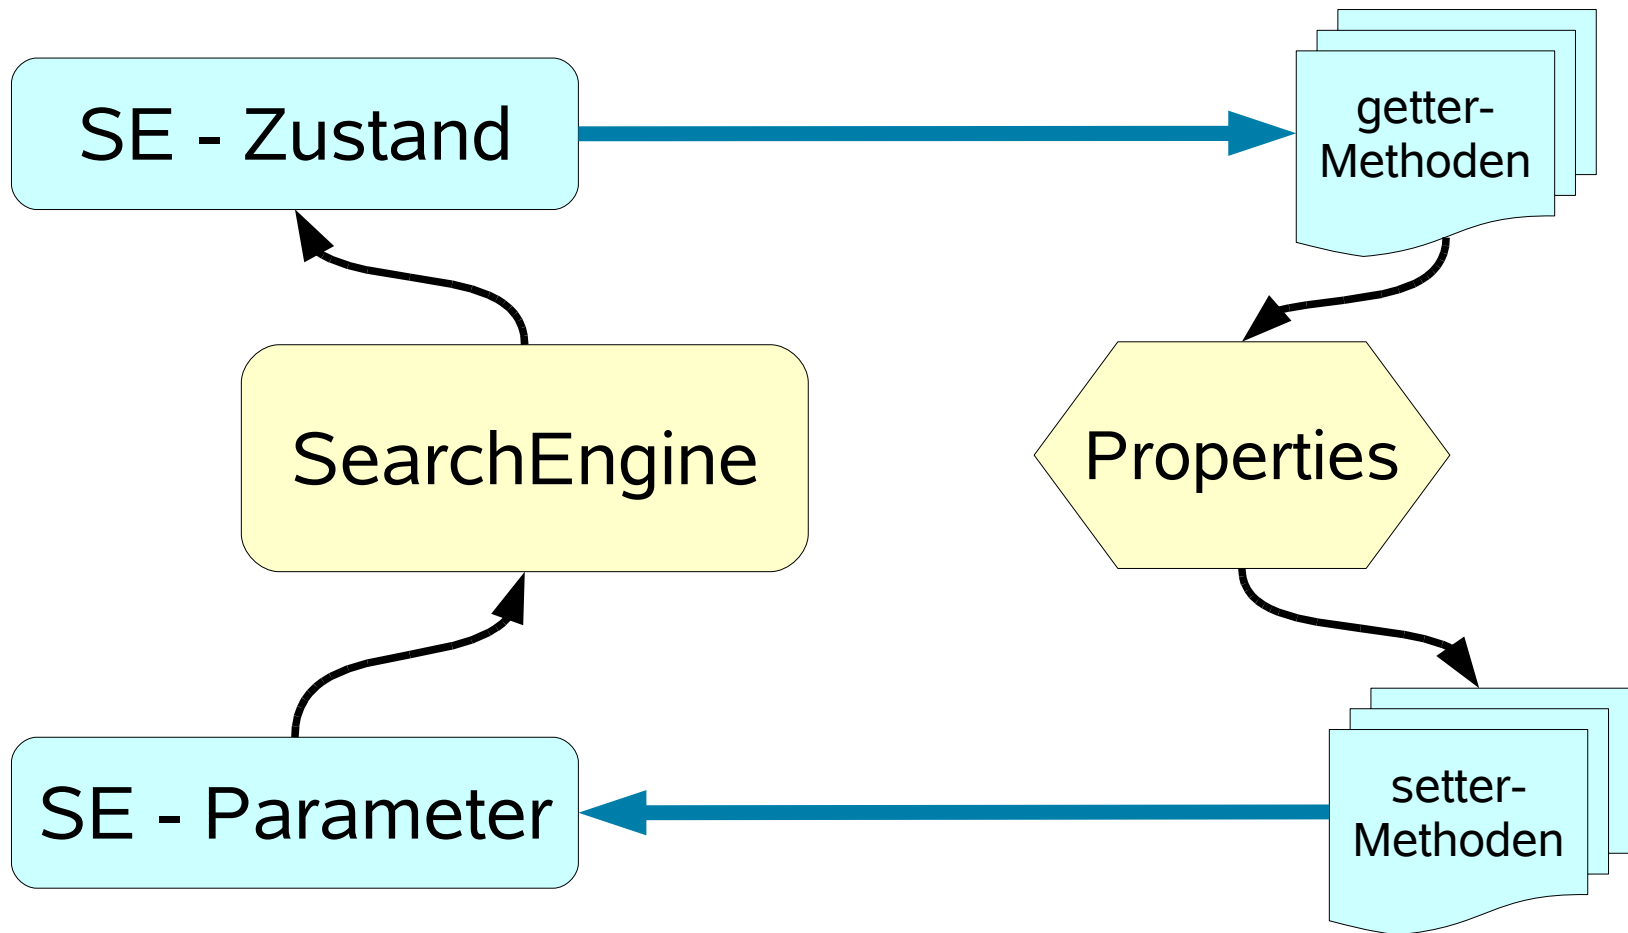 SE - Zustand
getter-
Methoden
SearchEngine
Properties
SE - Parameter
setter-
Methoden